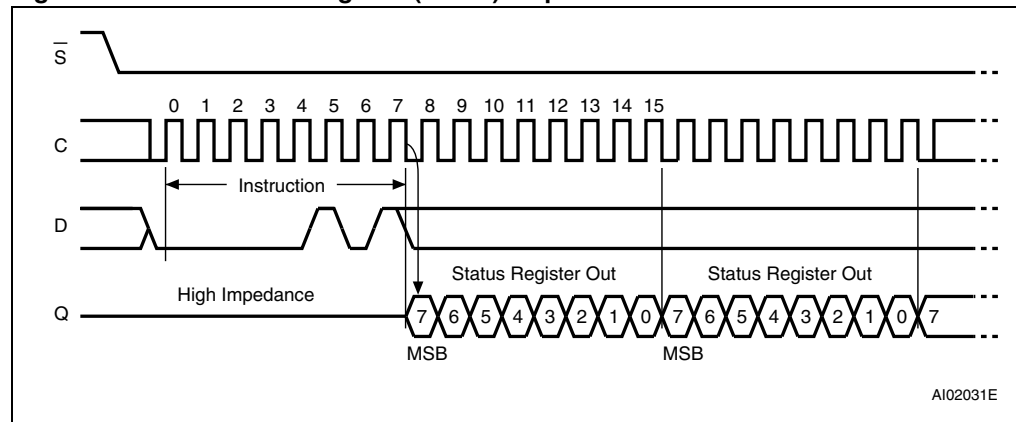 S
0 1 2 3 4 5 6 7 8 9 10 11 12 13 14 15
C
Instruction
D
Status Register Out Status Register Out
High Impedance
Q 7 6 5 4 3 2 1 0 7 6 5 4 3 2 1 0 7
MSB MSB
AI02031E